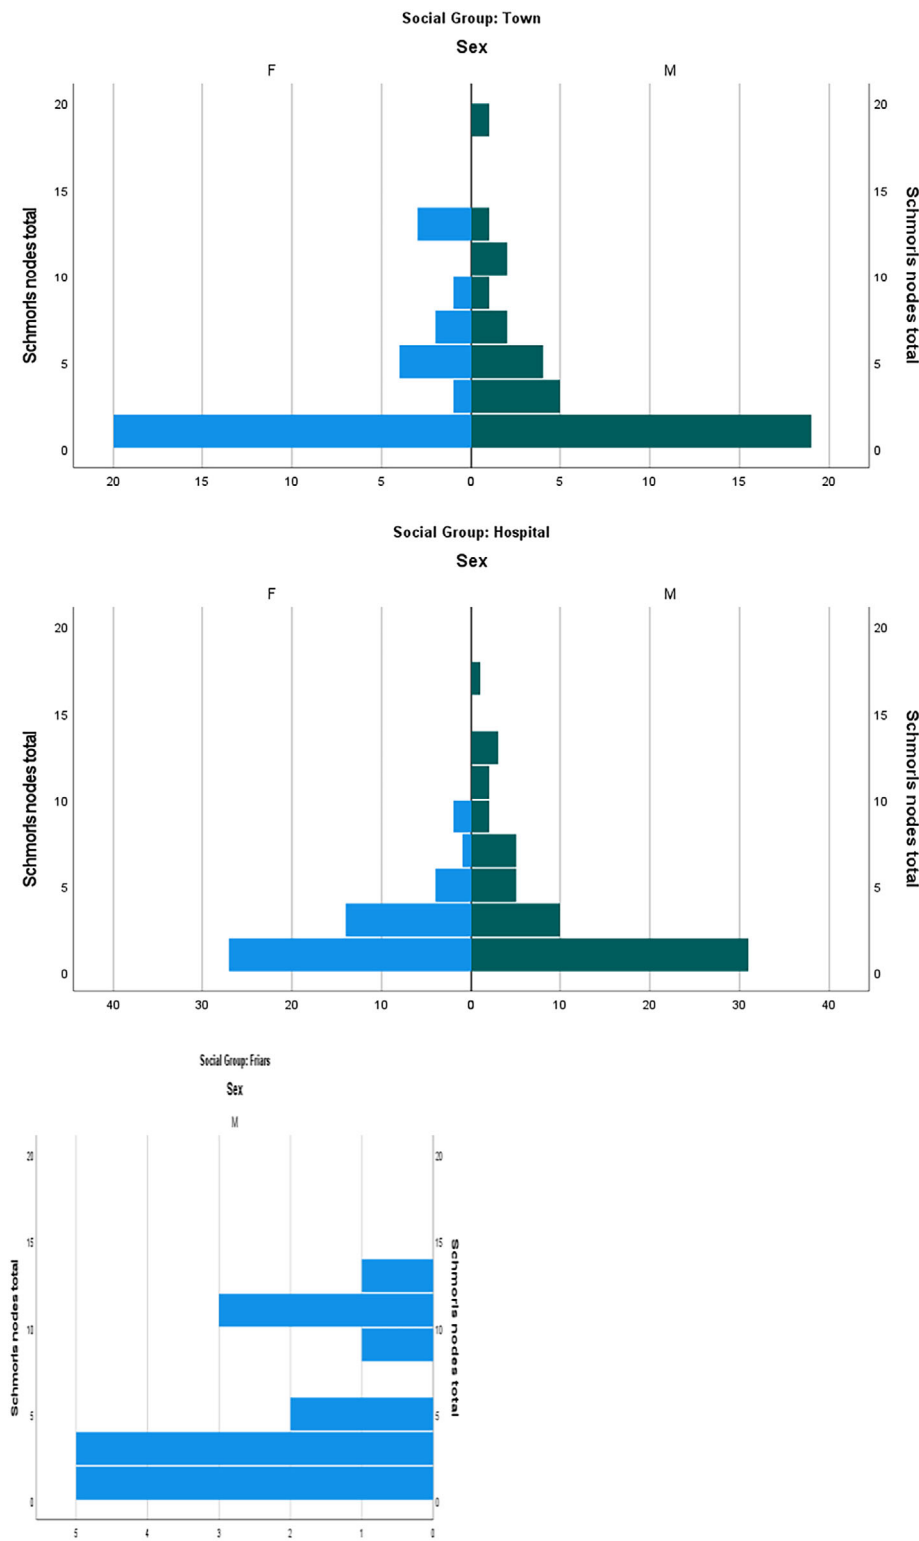 Social Group: Town
Sex
F M
20 20
15 15
10 10
5 5
0 0
Schmorls nodes total
Schmorls nodes total
20 15 10 5 0 5 10 15 20
Social Group: Hospital
Sex
F M
20 20
15 15
10 10
5 5
0 0
Schmorls nodes total
Schmorls nodes total
40 30 20 10 0 10 20 30 40
Social Group: Friars
Sex
M
20 20
15 15
10 10
5 5
0 0
Schmorls nodes total
Schmorls nodes total
5 4 3 2 1 0